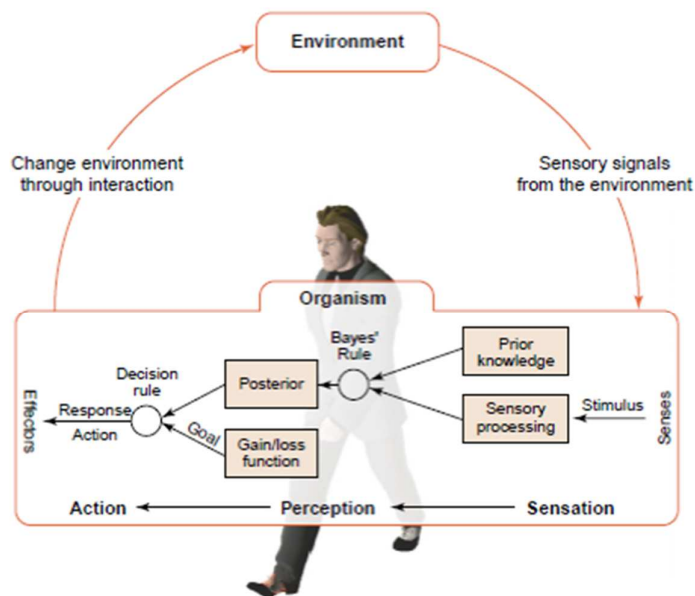 Environment
Change environment
through interaction
Sensory signals
from the environment
Organism
Bayes'
Rule
Prior
knowledge
Decision
rule
Posterior
Effectors
Response
Action
Goal
Gain/loss
function
Sensory
processing
Stimulus
Senses
Action
Perception
Sensation